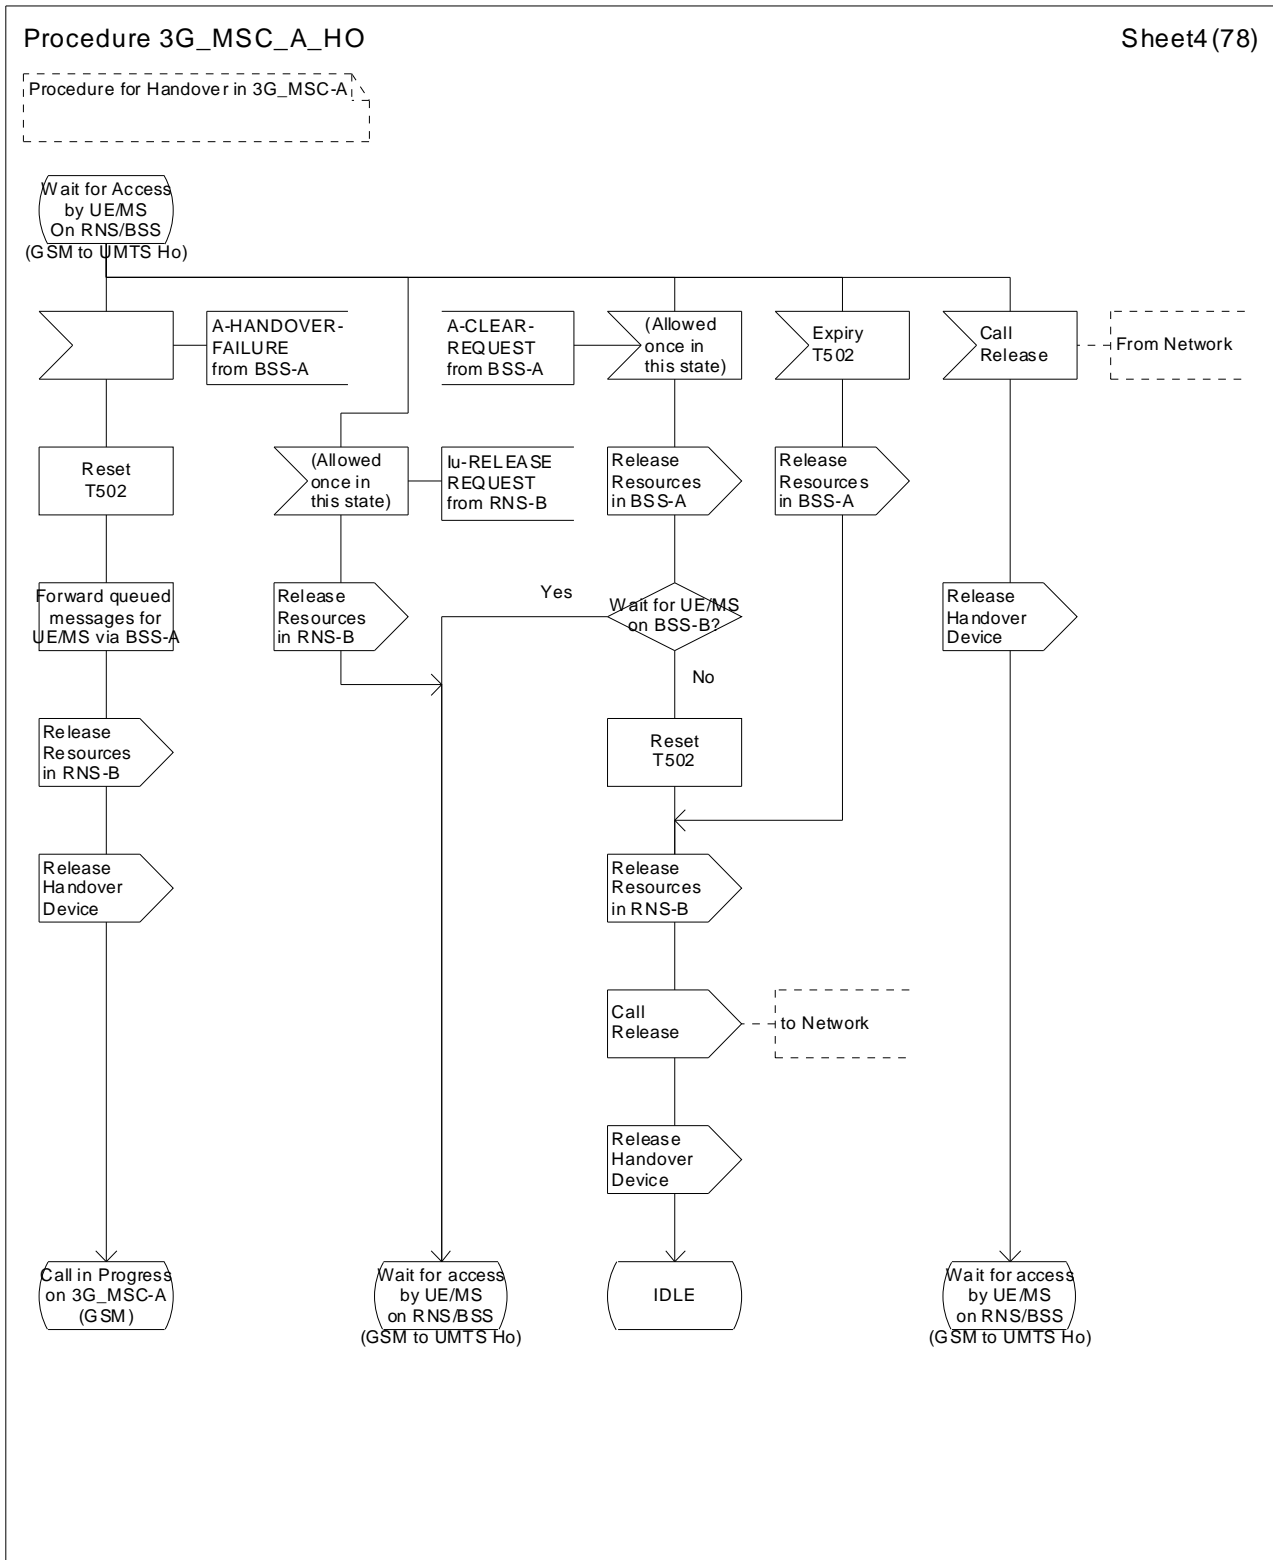 Procedure 3G_MSC_A_HO
Sheet4(78)
Procedure for Handover in 3G_MSC-A
Wait for Access
by UE/MS
On RNS/BSS
(GSM to UMTS Ho)
A-HANDOVER-
FAILURE
from BSS-A
A-CLEAR-
REQUEST
from BSS-A
(Allowed
once in
this state)
Expiry
T502
Call
Release
From Network
Reset
T502
(Allowed
once in
this state)
Iu-RELEASE
REQUEST
from RNS-B
Release
Resources
in BSS-A
Release
Resources
in BSS-A
Forward queued
messages for
UE/MS via BSS-A
Release
Resources
in RNS-B
Yes
Wait for UE/MS
on BSS-B?
No
Release
Handover
Device
Release
Resources
in RNS-B
Reset
T502
Release
Handover
Device
Release
Resources
in RNS-B
Call
Release
to Network
Release
Handover
Device
Call in Progress
on 3G_MSC-A
(GSM)
Wait for access
by UE/MS
on RNS/BSS
(GSM to UMTS Ho)
IDLE
Wait for access
by UE/MS
on RNS/BSS
(GSM to UMTS Ho)